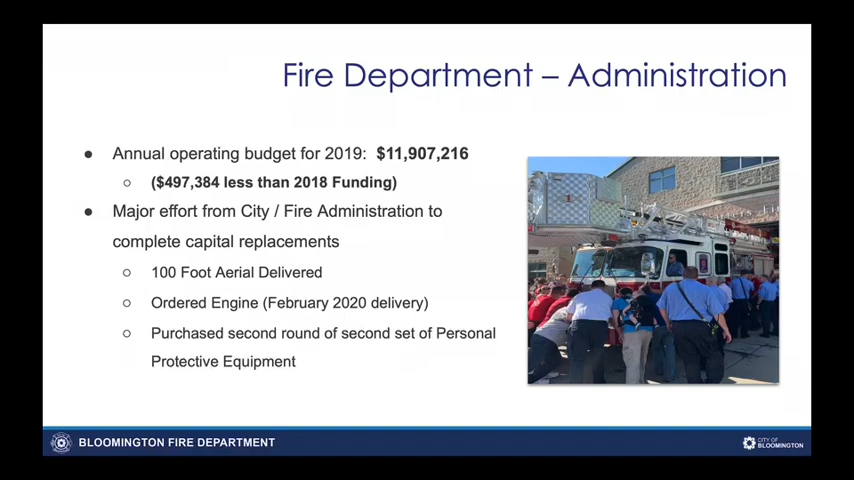 Fire Department – Administration
● Annual operating budget for 2019: $11,907,216
○ ($497,384 less than 2018 Funding)
● Major effort from City / Fire Administration to
complete capital replacements
○ 100 Foot Aerial Delivered
○ Ordered Engine (February 2020 delivery)
○ Purchased second round of second set of Personal
Protective Equipment
BLOOMINGTON FIRE DEPARTMENT
CITY OF
BLOOMINGTON